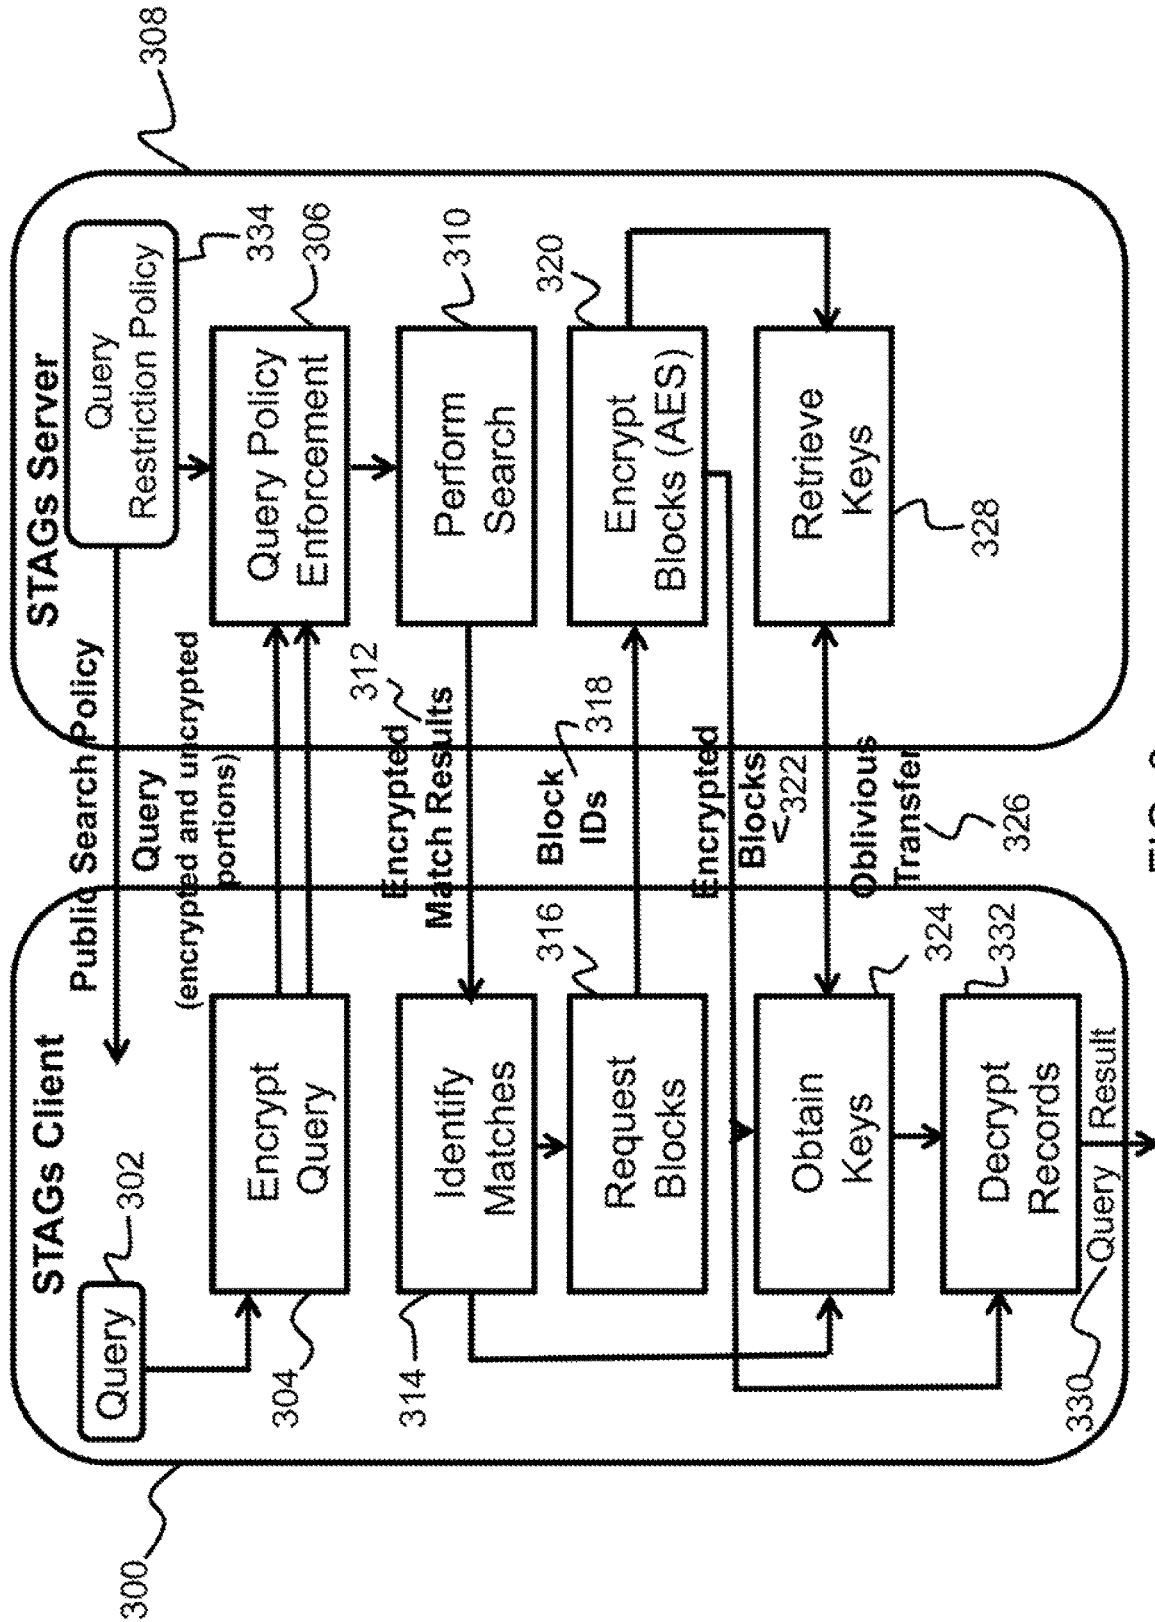 STAGs Client
STAGs Server
300
308
Query
302
Public Search Policy
Query
Restriction Policy
334
Query
(encrypted and uncrypted
portions)
Encrypt
Query
304
Query Policy
Enforcement
306
Encrypted
Match Results
312
Identify
Matches
314
Perform
Search
310
Request
Blocks
316
Block
IDs
318
Encrypt
Blocks (AES)
320
Encrypted
Blocks
322
Obtain
Keys
324
Oblivious
Transfer
326
Retrieve
Keys
328
Decrypt
Records
332
330
Query Result